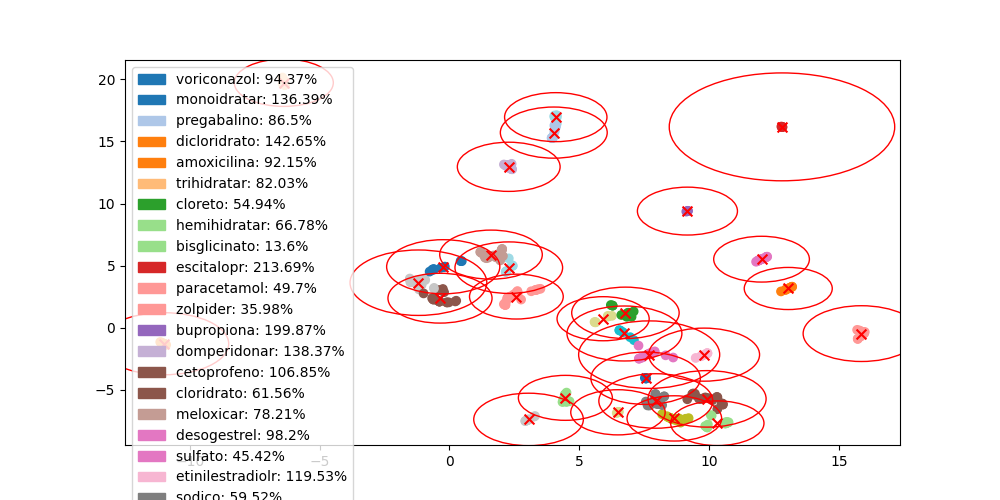 20
15
10
5
0
−5
−10
−5
0
5
10
15
voriconazol: 94.37%
monoidratar: 136.39%
pregabalino: 86.5%
dicloridrato: 142.65%
amoxicilina: 92.15%
trihidratar: 82.03%
cloreto: 54.94%
hemihidratar: 66.78%
bisglicinato: 13.6%
escitalopr: 213.69%
paracetamol: 49.7%
zolpider: 35.98%
bupropiona: 199.87%
domperidonar: 138.37%
cetoprofeno: 106.85%
cloridrato: 61.56%
meloxicar: 78.21%
desogestrel: 98.2%
sulfato: 45.42%
etinilestradiolr: 119.53%
sodico: 59.52%